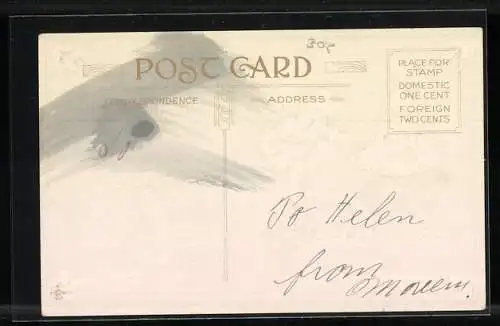 30¢
POST CARD
CORRESPONDENCE
ADDRESS
PLACE FOR
STAMP
DOMESTIC
ONE CENT
FOREIGN
TWO CENTS
To Helen
from